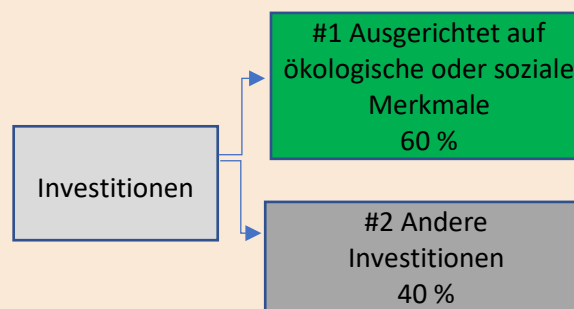 #1 Ausgerichtet auf
ökologische oder soziale
Merkmale
60 %
Investitionen
#2 Andere
Investitionen
40 %